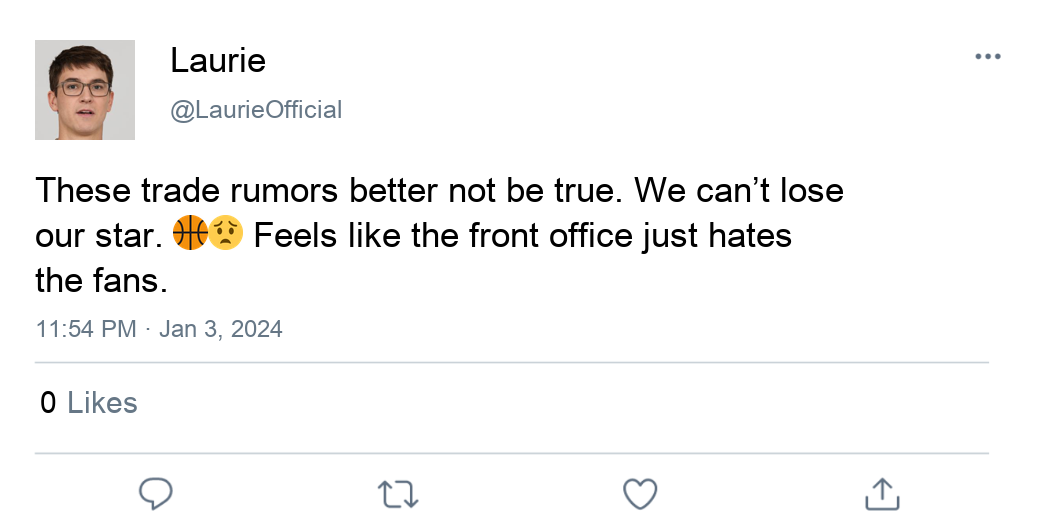 Laurie
@LaurieOfficial
These trade rumors better not be true. We can’t lose
our star. 🏀😟 Feels like the front office just hates
the fans.
11:54 PM · Jan 3, 2024
0 Likes